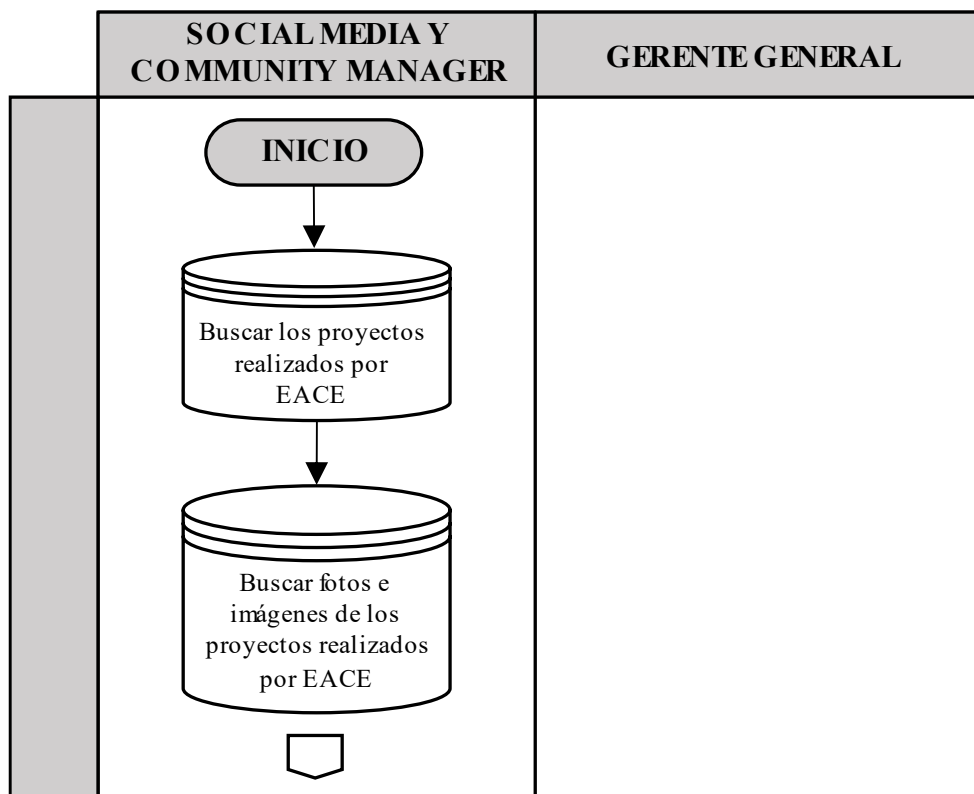 SOCIAL MEDIA Y
COMMUNITY MANAGER
GERENTE GENERAL
INICIO
Buscar los proyectos
realizados por
EACE
Buscar fotos e
imágenes de los
proyectos realizados
por EACE